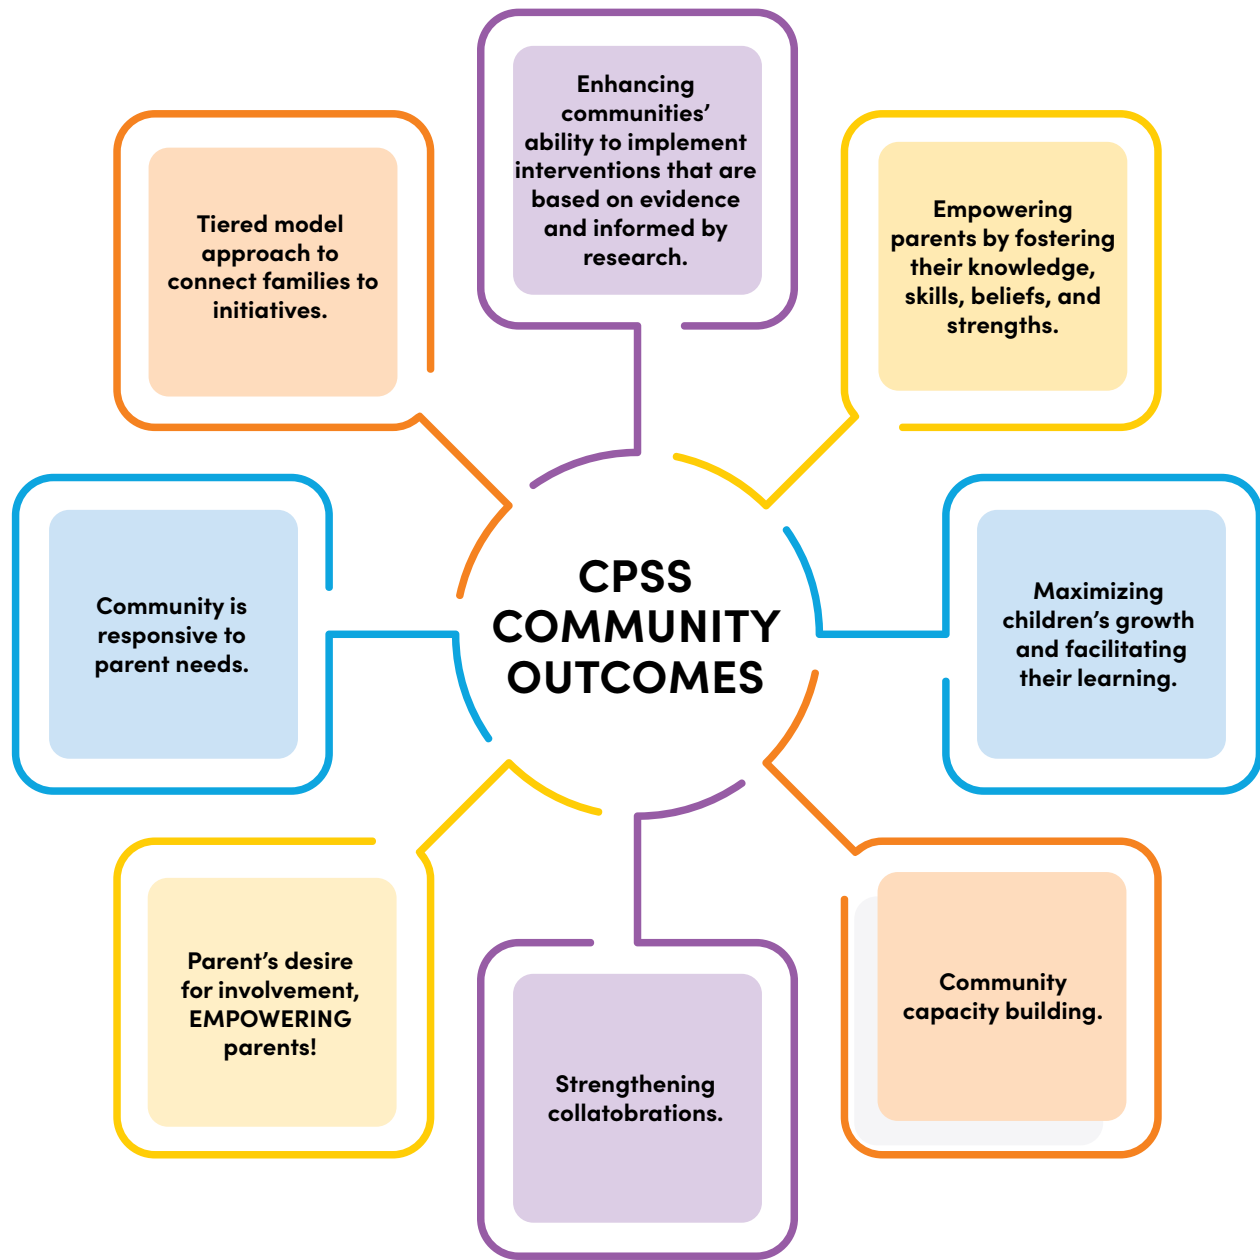 Enhancing
communities’
ability to implement
interventions that are
based on evidence
and informed by
research.
Empowering
parents by fostering
their knowledge,
skills, beliefs, and
strengths.
Maximizing
children’s growth
and facilitating
their learning.
Community
capacity building.
Strengthening
collatobrations.
Parent’s desire
for involvement,
EMPOWERING
parents!
Community is
responsive to
parent needs.
Tiered model
approach to
connect families to
initiatives.
CPSS
COMMUNITY
OUTCOMES